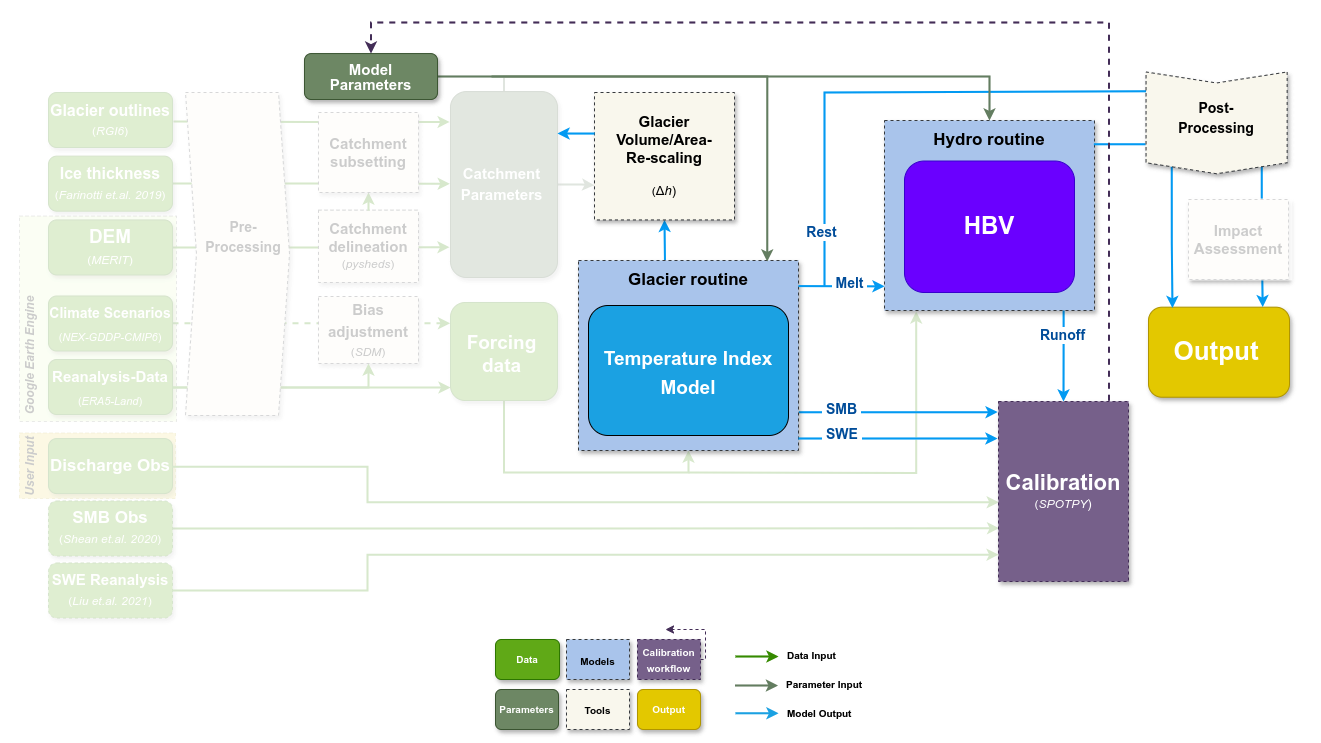 Model
Parameters
Glacier outlines
(RGI6)
Ice thickness
(Farinotti et.al. 2019)
DEM
(MERIT)
Climate Scenarios
(NEX-GDDP-CMIP6)
Reanalysis-Data
(ERA5-Land)
Google Earth Engine
User Input
Discharge Obs
SMB Obs
(Shean et.al. 2020)
SWE Reanalysis
(Liu et.al. 2021)
Pre-
Processing
Catchment
subsetting
Catchment
delineation
(pysheds)
Bias
adjustment
(SDM)
Catchment
Parameters
Forcing
data
Glacier
Volume/Area-
Re-scaling
(Δh)
Glacier routine
Temperature Index
Model
Rest
Melt
SMB
SWE
Hydro routine
HBV
Runoff
Calibration
(SPOTPY)
Post-
Processing
Impact
Assessment
Output
Data
Models
Calibration
workflow
Parameters
Tools
Output
Data Input
Parameter Input
Model Output